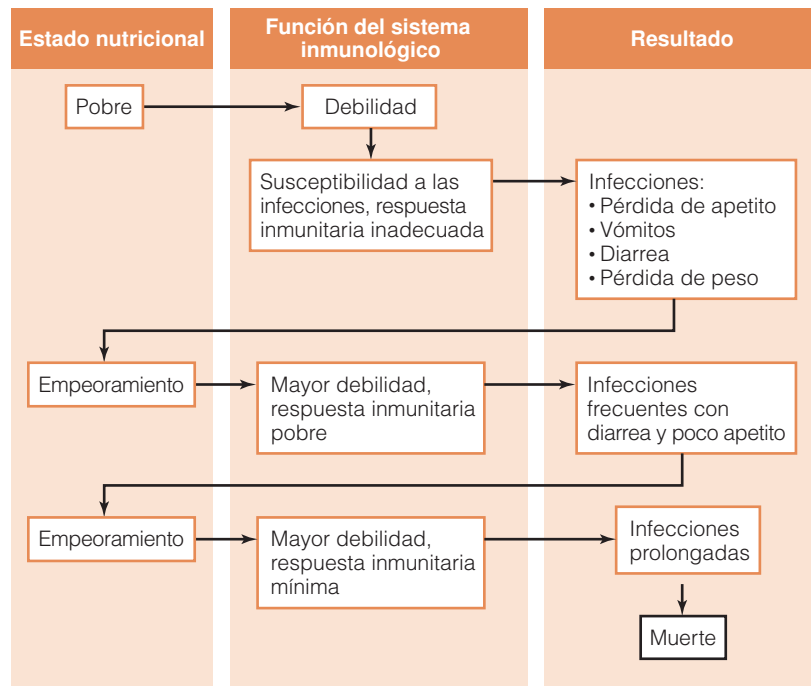 Estado nutricional
Función del sistema
inmunológico
Resultado
Pobre
Debilidad
Susceptibilidad a las
infecciones, respuesta
inmunitaria inadecuada
Infecciones:
• Pérdida de apetito
• Vómitos
• Diarrea
• Pérdida de peso
Empeoramiento
Mayor debilidad,
respuesta inmunitaria
pobre
Infecciones
frecuentes con
diarrea y poco apetito
Empeoramiento
Mayor debilidad,
respuesta inmunitaria
mínima
Infecciones
prolongadas
Muerte